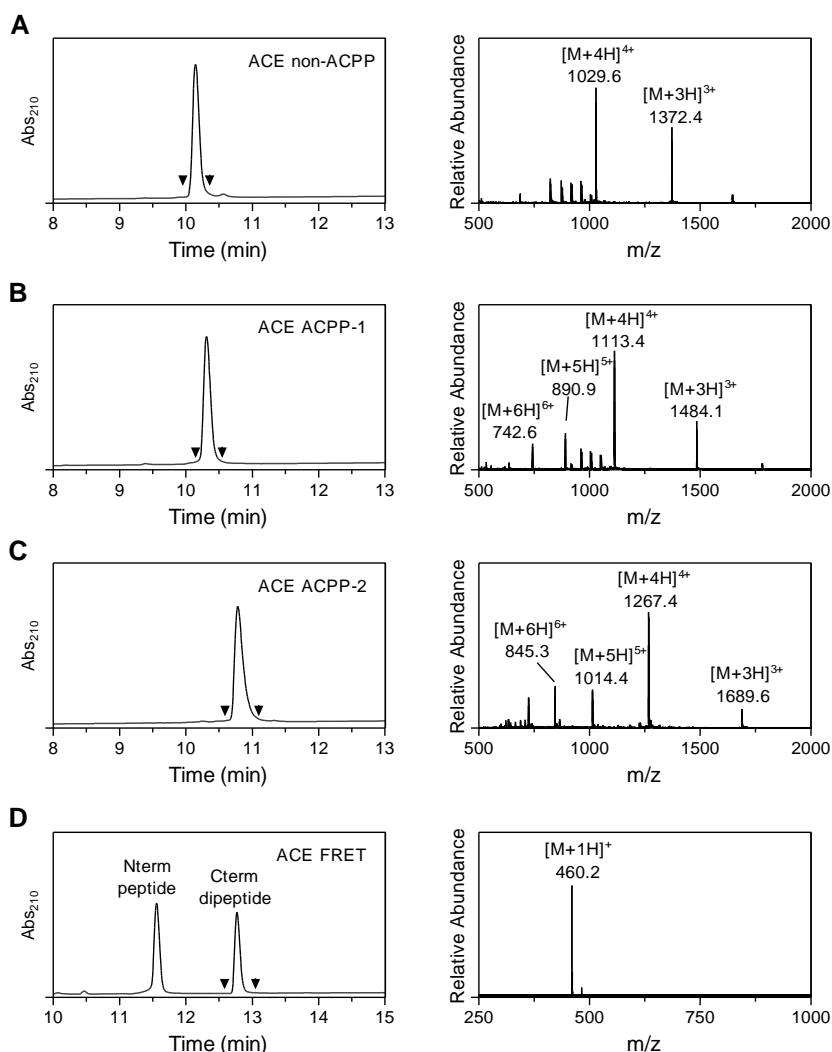 A
ACE non-ACPP
Abs₂₁₀
8 9 10 11 12 13
Time (min)
[M+4H]⁴⁺
1029.6
[M+3H]³⁺
1372.4
Relative Abundance
500 1000 1500 2000
m/z
B
ACE ACPP-1
Abs₂₁₀
8 9 10 11 12 13
Time (min)
[M+4H]⁴⁺
1113.4
[M+5H]⁵⁺
890.9
[M+3H]³⁺
1484.1
[M+6H]⁶⁺
742.6
Relative Abundance
500 1000 1500 2000
m/z
C
ACE ACPP-2
Abs₂₁₀
8 9 10 11 12 13
Time (min)
[M+4H]⁴⁺
1267.4
[M+6H]⁶⁺
845.3
[M+5H]⁵⁺
1014.4
[M+3H]³⁺
1689.6
Relative Abundance
500 1000 1500 2000
m/z
D
ACE FRET
Nterm
peptide
Cterm
dipeptide
Abs₂₁₀
10 11 12 13 14 15
Time (min)
[M+1H]⁺
460.2
Relative Abundance
250 500 750 1000
m/z